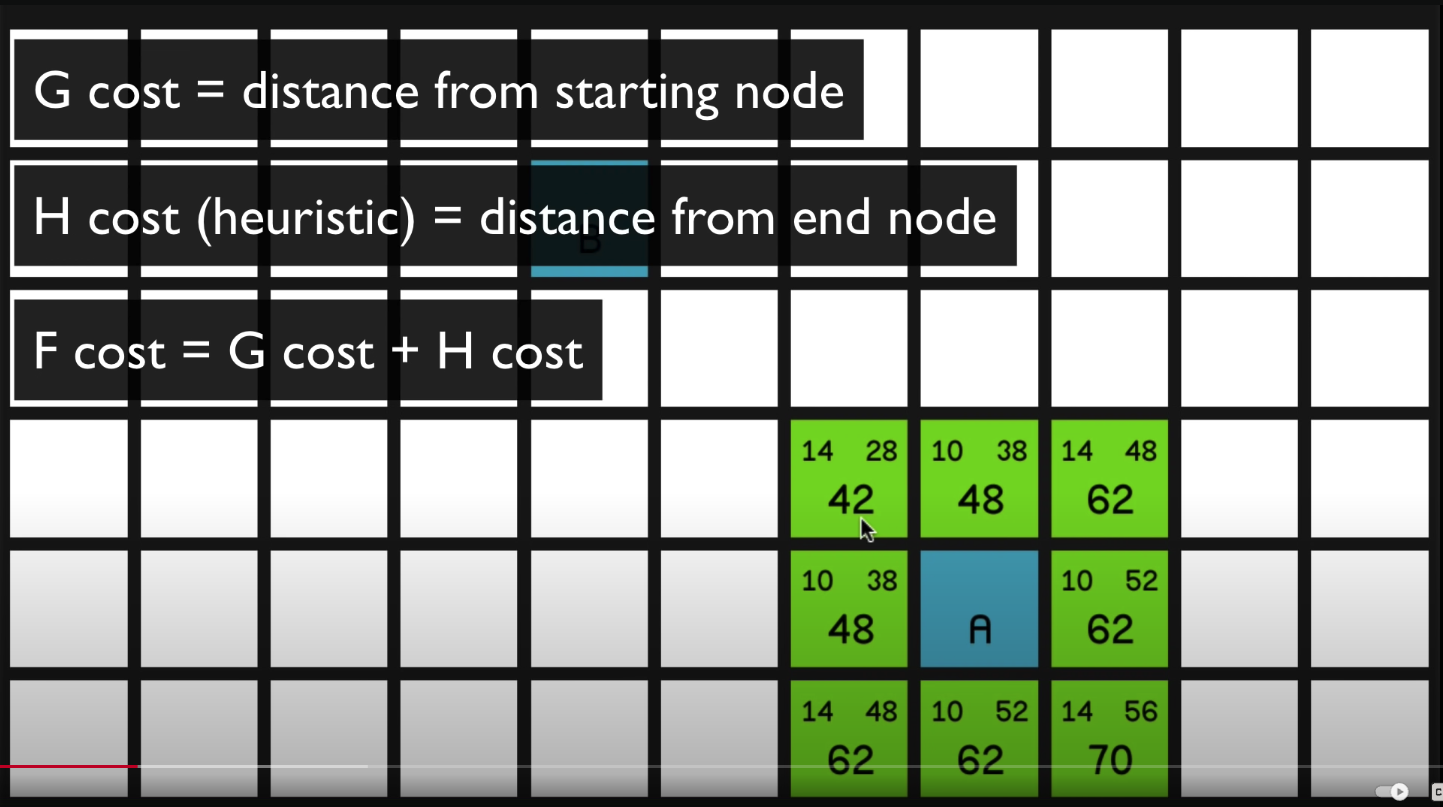 G cost = distance from starting node
H cost (heuristic) = distance from end node
B
F cost = G cost + H cost
14 28 10 38 14 48
42 48 62
10 38 10 52
48 A 62
14 48 10 52 14 56
62 62 70